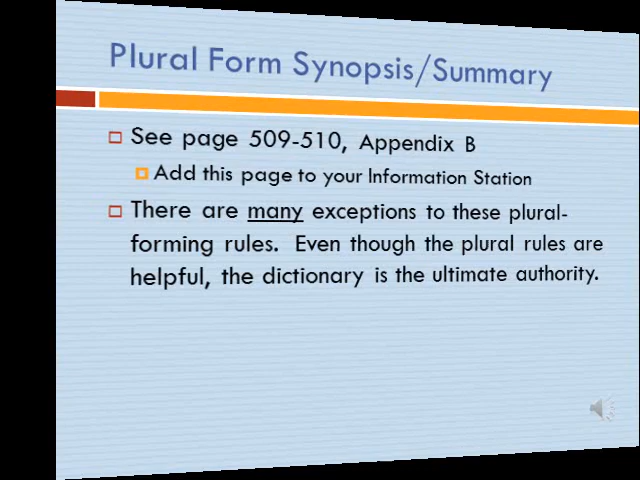 Plural Form Synopsis/Summary
See page 509-510, Appendix B
Add this page to your Information Station
There are many exceptions to these plural-
forming rules. Even though the plural rules are
helpful, the dictionary is the ultimate authority.